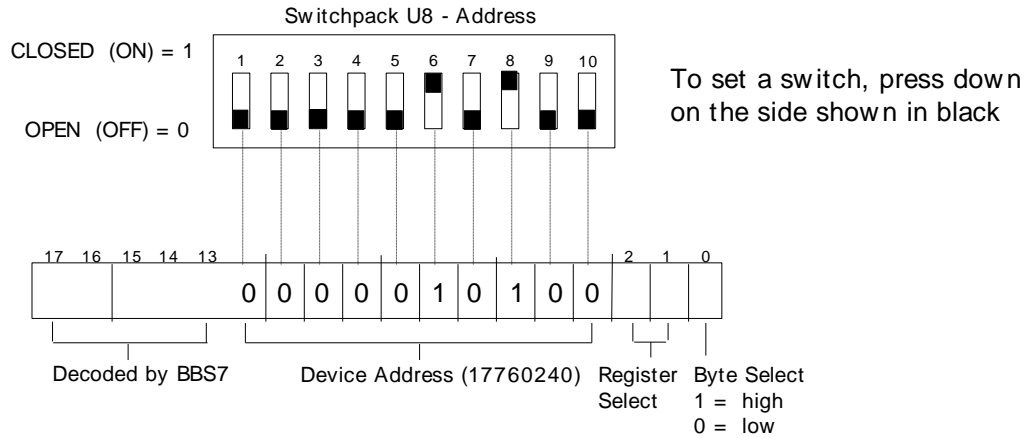 Switchpack U8 - Address
CLOSED (ON) = 1
1 2 3 4 5 6 7 8 9 10
To set a switch, press down
on the side shown in black
OPEN (OFF) = 0
17 16 15 14 13 2 1 0
0 0 0 0 0 1 0 1 0 0
Decoded by BBS7
Device Address (17760240)
Register
Select
Byte Select
1 = high
0 = low